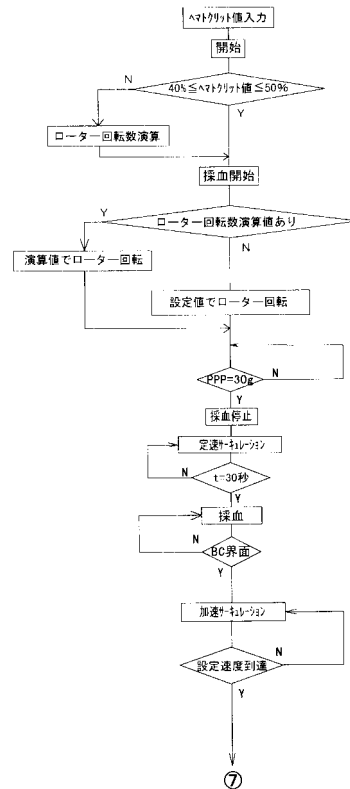 ﾍﾏﾄｸﾘｯﾄ値入力
開始
N
40%≦ﾍﾏﾄｸﾘｯﾄ値≦50%
Y
ローター回転数演算
採血開始
Y
ローター回転数演算値あり
N
演算値でローター回転
設定値でローター回転
PPP=30g
N
Y
採血停止
定速ｻｰｷｭﾚｰｼｮﾝ
N
t=30秒
Y
採血
N
BC界面
Y
加速ｻｰｷｭﾚｰｼｮﾝ
N
設定速度到達
Y
⑦